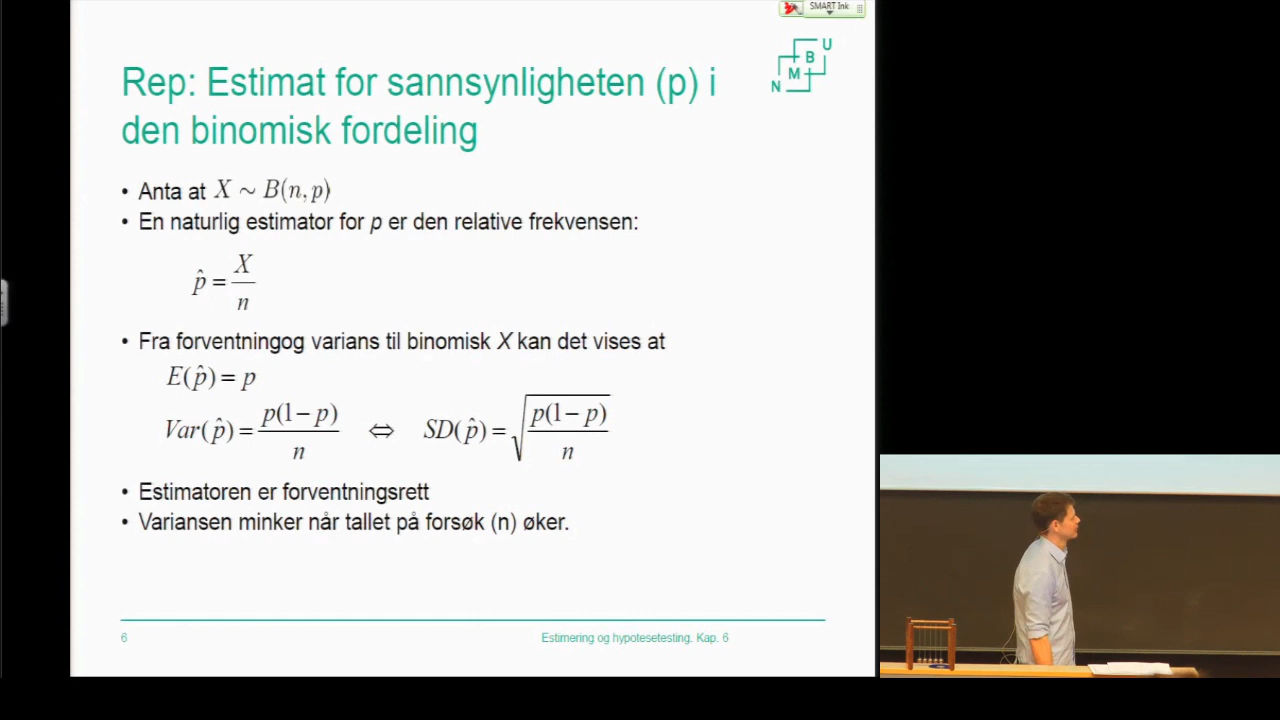 SMART Ink
N M B U
Rep: Estimat for sannsynligheten (p) i
den binomisk fordeling
• Anta at X ~ B(n, p)
• En naturlig estimator for p er den relative frekvensen:
p̂ = X/n
• Fra forventningog varians til binomisk X kan det vises at
E(p̂) = p
Var(p̂) = p(1− p)/n ⇔ SD(p̂) = √(p(1− p)/n)
• Estimatoren er forventningsrett
• Variansen minker når tallet på forsøk (n) øker.
6 Estimering og hypotesetesting. Kap. 6